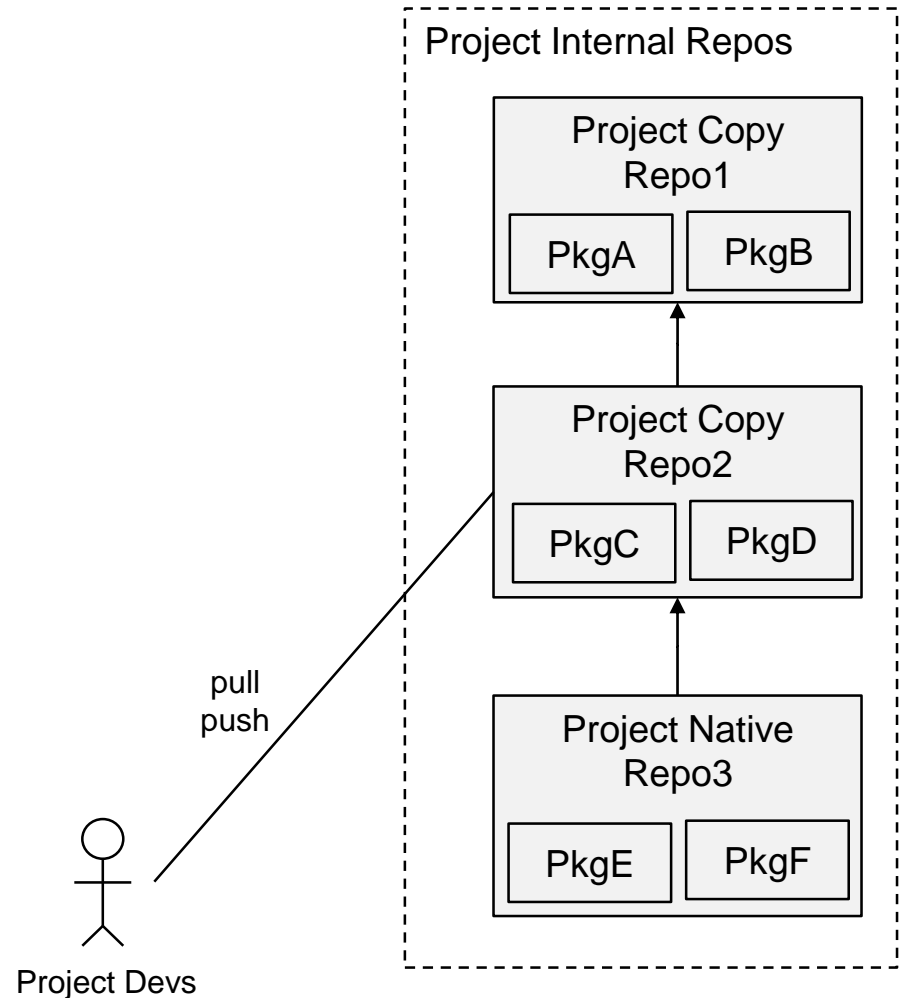 Project Internal Repos
Project Copy
Repo1
PkgA
PkgB
Project Copy
Repo2
PkgC
PkgD
pull
push
Project Native
Repo3
PkgE
PkgF
Project Devs